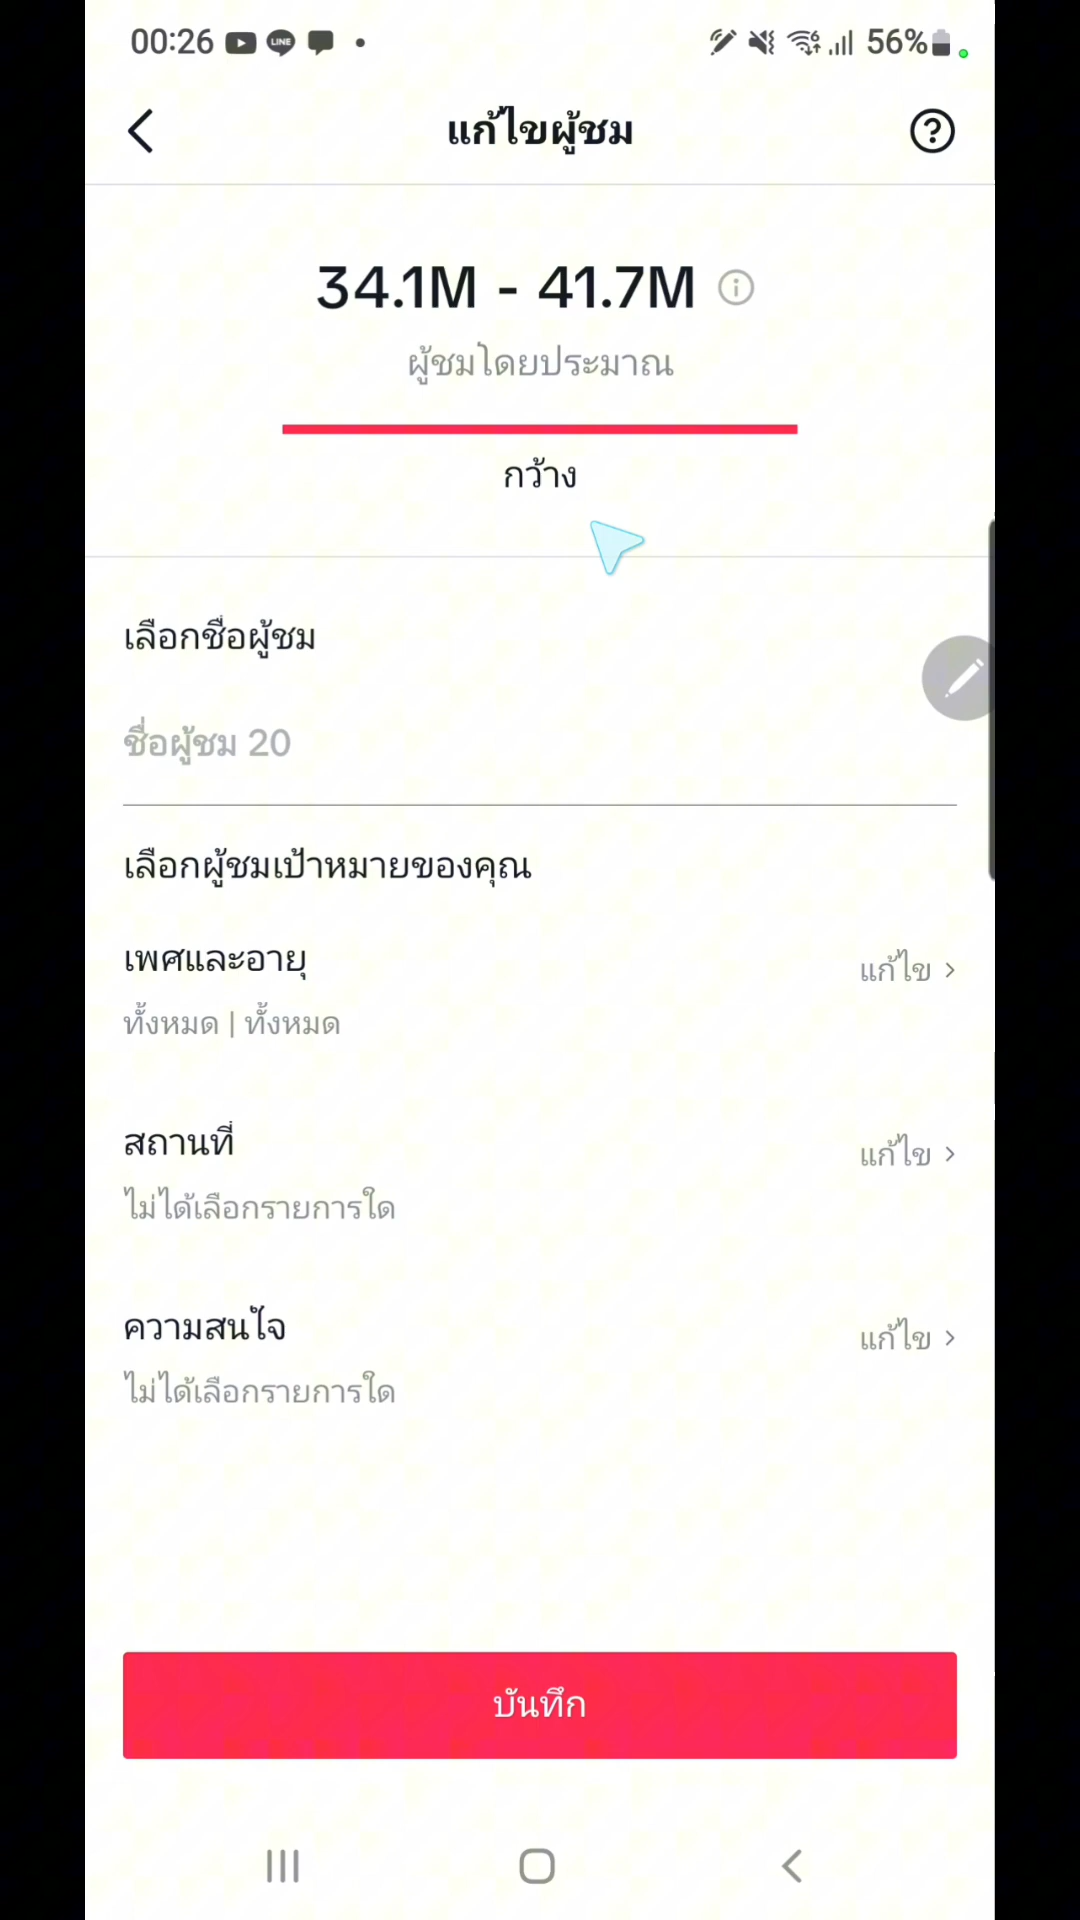 00:26 LINE 56%
แก้ไขผู้ชม
34.1M - 41.7M
ผู้ชมโดยประมาณ
กว้าง
เลือกชื่อผู้ชม
ชื่อผู้ชม 20
เลือกผู้ชมเป้าหมายของคุณ
เพศและอายุ
แก้ไข
ทั้งหมด | ทั้งหมด
สถานที่
แก้ไข
ไม่ได้เลือกรายการใด
ความสนใจ
แก้ไข
ไม่ได้เลือกรายการใด
บันทึก